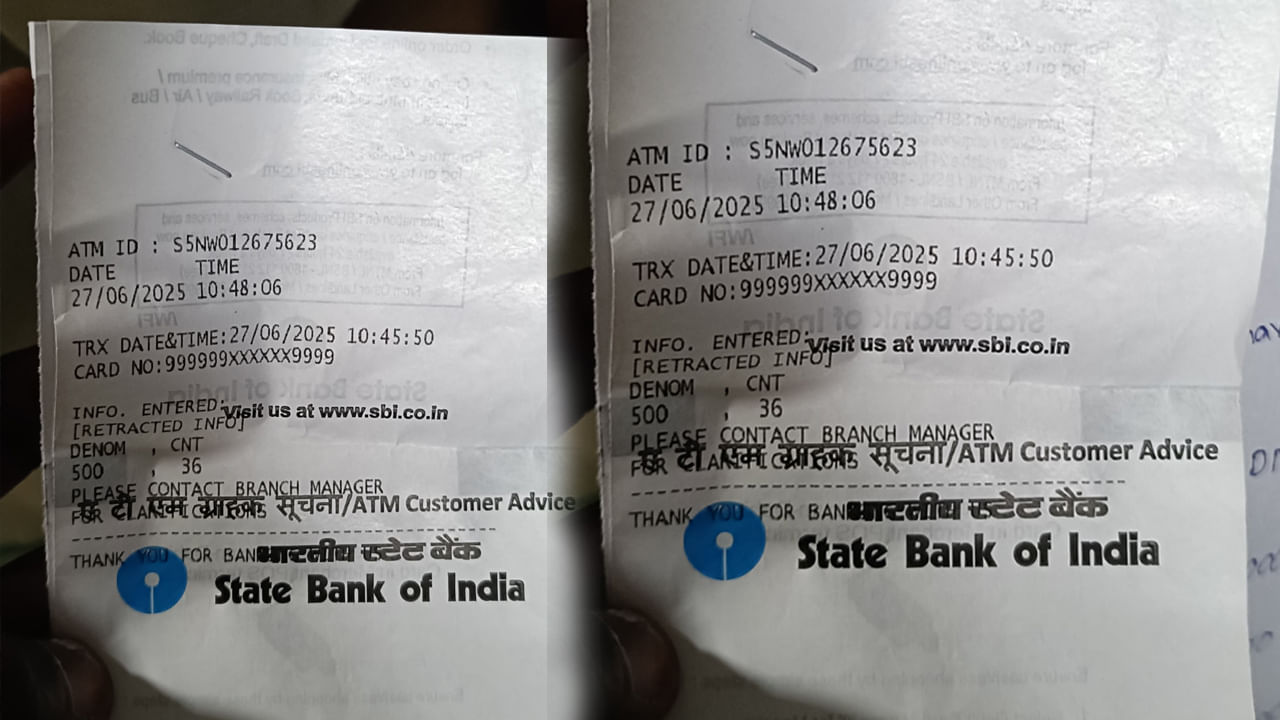 ATM ID : S5NW012675623
DATE TIME
27/06/2025 10:48:06
TRX DATE&TIME:27/06/2025 10:45:50
CARD NO:999999XXXXXX9999
INFO. ENTERED:
Visit us at www.sbi.co.in
[RETRACTED INFO]
DENOM , CNT
500 , 36
PLEASE CONTACT BRANCH MANAGER
ए टी एम ग्राहक सूचना/ATM Customer Advice
FOR CLARIFICATIONS
THANK YOU FOR BAN
भारतीय स्टेट बैंक
State Bank of India
ATM ID : S5NW012675623
DATE TIME
27/06/2025 10:48:06
TRX DATE&TIME:27/06/2025 10:45:50
CARD NO:999999XXXXXX9999
INFO. ENTERED:
Visit us at www.sbi.co.in
[RETRACTED INFO]
DENOM , CNT
500 , 36
PLEASE CONTACT BRANCH MANAGER
ए टी एम ग्राहक सूचना/ATM Customer Advice
FOR CLARIFICATIONS
THANK YOU FOR BAN
भारतीय स्टेट बैंक
State Bank of India